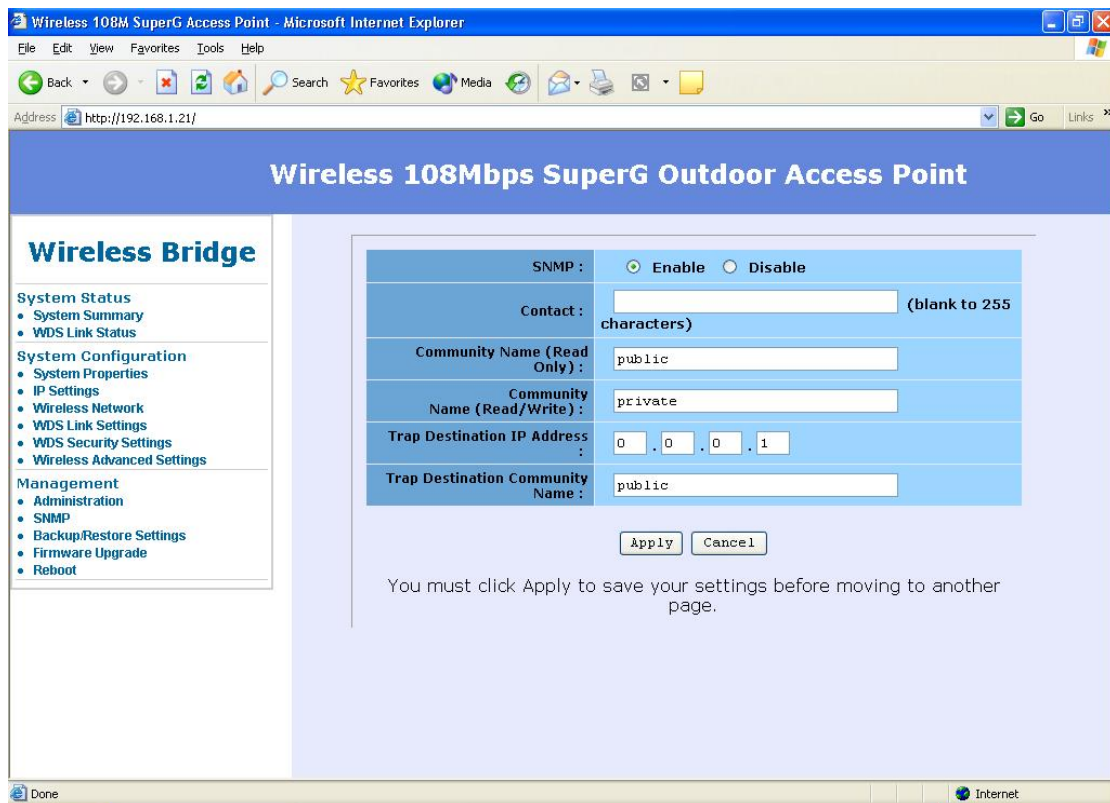 Wireless 108M SuperG Access Point - Microsoft Internet Explorer
File Edit View Favorites Tools Help
Back Search Favorites Media
Address http://192.168.1.21/ Go Links »
Wireless 108Mbps SuperG Outdoor Access Point
Wireless Bridge
System Status
• System Summary
• WDS Link Status
System Configuration
• System Properties
• IP Settings
• Wireless Network
• WDS Link Settings
• WDS Security Settings
• Wireless Advanced Settings
Management
• Administration
• SNMP
• Backup/Restore Settings
• Firmware Upgrade
• Reboot
SNMP : Enable Disable
Contact : (blank to 255
characters)
Community Name (Read
Only) : public
Community
Name (Read/Write) : private
Trap Destination IP Address
: 0 . 0 . 0 . 1
Trap Destination Community
Name : public
Apply Cancel
You must click Apply to save your settings before moving to another
page.
Done Internet